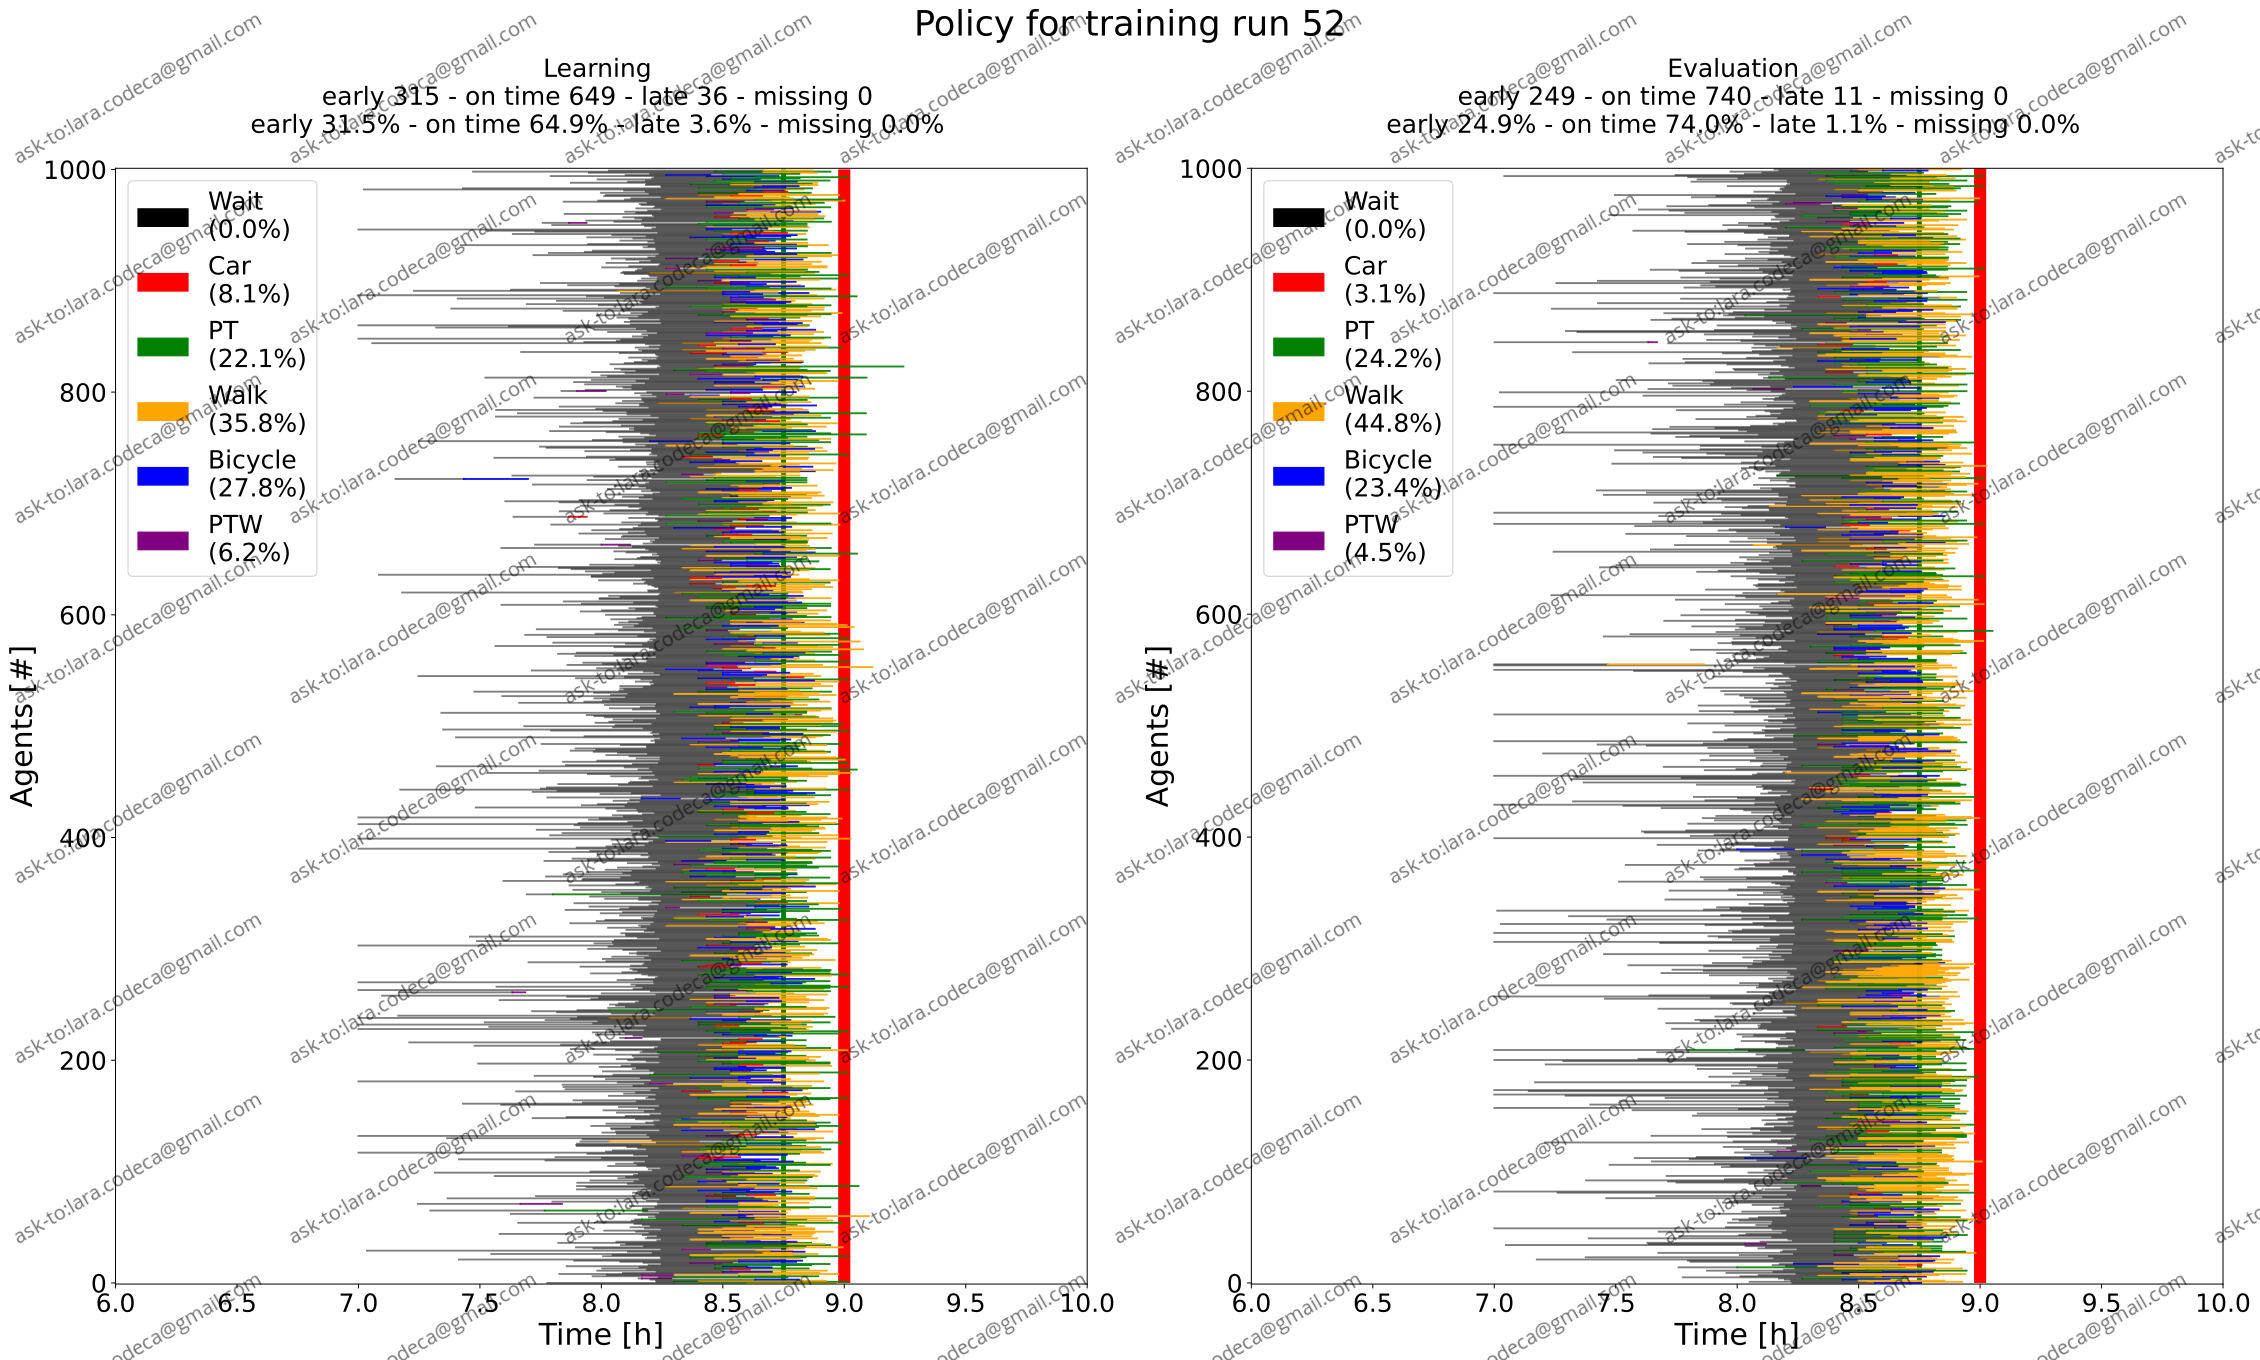 Policy for training run 52
Learning
early 315 - on time 649 - late 36 - missing 0
early 31.5% - on time 64.9% - late 3.6% - missing 0.0%
1000
800
600
400
200
0
Agents [#]
Wait
(0.0%)
Car
(8.1%)
PT
(22.1%)
Walk
(35.8%)
Bicycle
(27.8%)
PTW
(6.2%)
6.0 6.5 7.0 7.5 8.0 8.5 9.0 9.5 10.0
Time [h]
Evaluation
early 249 - on time 740 - late 11 - missing 0
early 24.9% - on time 74.0% - late 1.1% - missing 0.0%
1000
800
600
400
200
0
Agents [#]
Wait
(0.0%)
Car
(3.1%)
PT
(24.2%)
Walk
(44.8%)
Bicycle
(23.4%)
PTW
(4.5%)
6.0 6.5 7.0 7.5 8.0 8.5 9.0 9.5 10.0
Time [h]
ask-to:lara.codeca@gmail.com